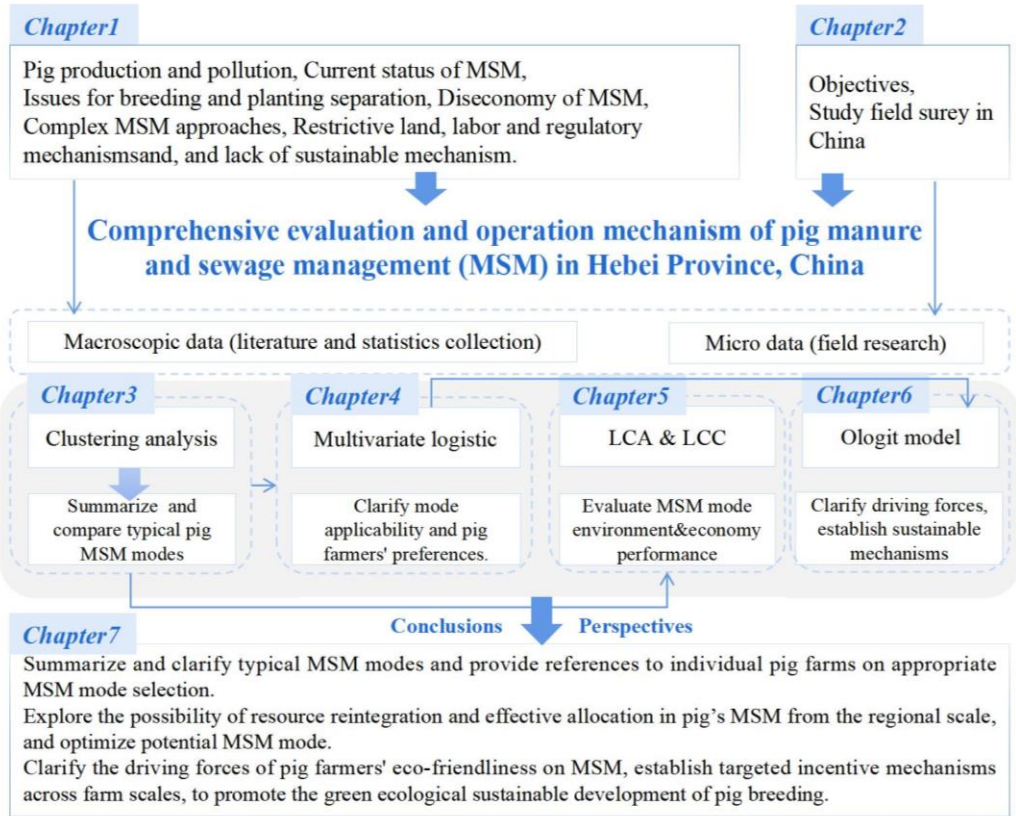 Chapter1
Pig production and pollution, Current status of MSM,
Issues for breeding and planting separation, Diseconomy of MSM,
Complex MSM approaches, Restrictive land, labor and regulatory
mechanismsand, and lack of sustainable mechanism.
Chapter2
Objectives,
Study field surey in
China
Comprehensive evaluation and operation mechanism of pig manure
and sewage management (MSM) in Hebei Province, China
Macroscopic data (literature and statistics collection)
Micro data (field research)
Chapter3
Clustering analysis
Summarize and
compare typical pig
MSM modes
Chapter4
Multivariate logistic
Clarify mode
applicability and pig
farmers' preferences.
Chapter5
LCA & LCC
Evaluate MSM mode
environment&economy
performance
Chapter6
Ologit model
Clarify driving forces,
establish sustainable
mechanisms
Conclusions
Perspectives
Chapter7
Summarize and clarify typical MSM modes and provide references to individual pig farms on appropriate
MSM mode selection.
Explore the possibility of resource reintegration and effective allocation in pig’s MSM from the regional scale,
and optimize potential MSM mode.
Clarify the driving forces of pig farmers' eco-friendliness on MSM, establish targeted incentive mechanisms
across farm scales, to promote the green ecological sustainable development of pig breeding.